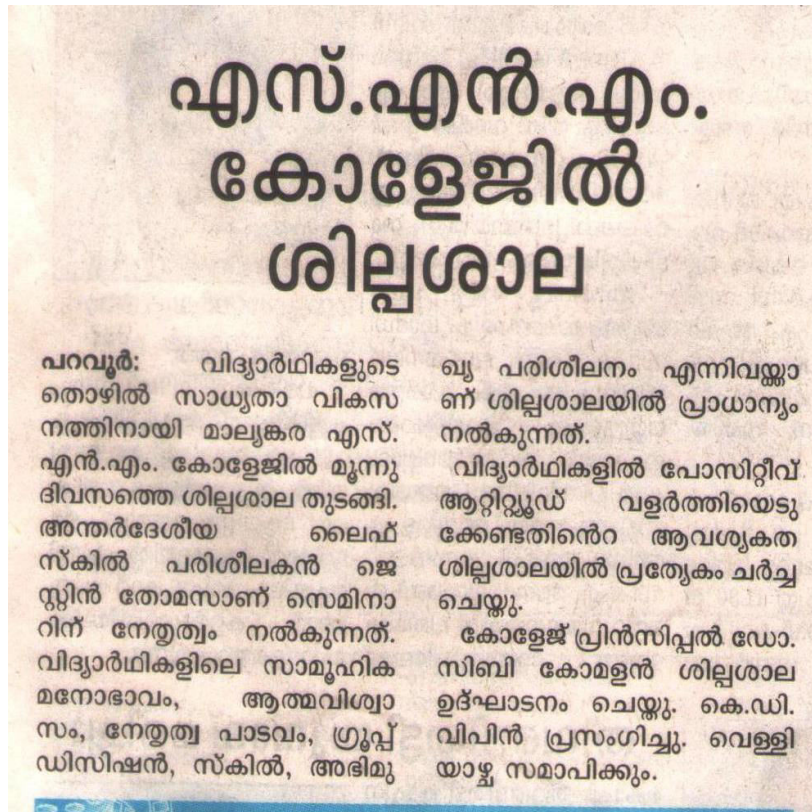 എസ്.എൻ.എം.
കോളേജിൽ
ശില്പശാല
പറവൂർ: വിദ്യാർഥികളുടെ
തൊഴിൽ സാധ്യതാ വികസ
നത്തിനായി മാല്യങ്കര എസ്.
എൻ.എം. കോളേജിൽ മൂന്നു
ദിവസത്തെ ശില്പശാല തുടങ്ങി.
അന്തർദേശീയ ലൈഫ്
സ്കിൽ പരിശീലകൻ ജെ
സ്റ്റിൻ തോമസാണ് സെമിനാ
റിന് നേതൃത്വം നൽകുന്നത്.
വിദ്യാർഥികളിലെ സാമൂഹിക
മനോഭാവം, ആത്മവിശ്വാ
സം, നേതൃത്വ പാടവം, ഗ്രൂപ്പ്
ഡിസിഷൻ, സ്കിൽ, അഭിമു
ഖ്യ പരിശീലനം എന്നിവയ്ക്കാ
ണ് ശില്പശാലയിൽ പ്രാധാന്യം
നൽകുന്നത്.
വിദ്യാർഥികളിൽ പോസിറ്റീവ്
ആറ്റിറ്റ്യൂഡ് വളർത്തിയെടു
ക്കേണ്ടതിൻെറ ആവശ്യകത
ശില്പശാലയിൽ പ്രത്യേകം ചർച്ച
ചെയ്തു.
കോളേജ് പ്രിൻസിപ്പൽ ഡോ.
സിബി കോമളൻ ശില്പശാല
ഉദ്ഘാടനം ചെയ്തു. കെ.ഡി.
വിപിൻ പ്രസംഗിച്ചു. വെള്ളി
യാഴ്ച സമാപിക്കും.